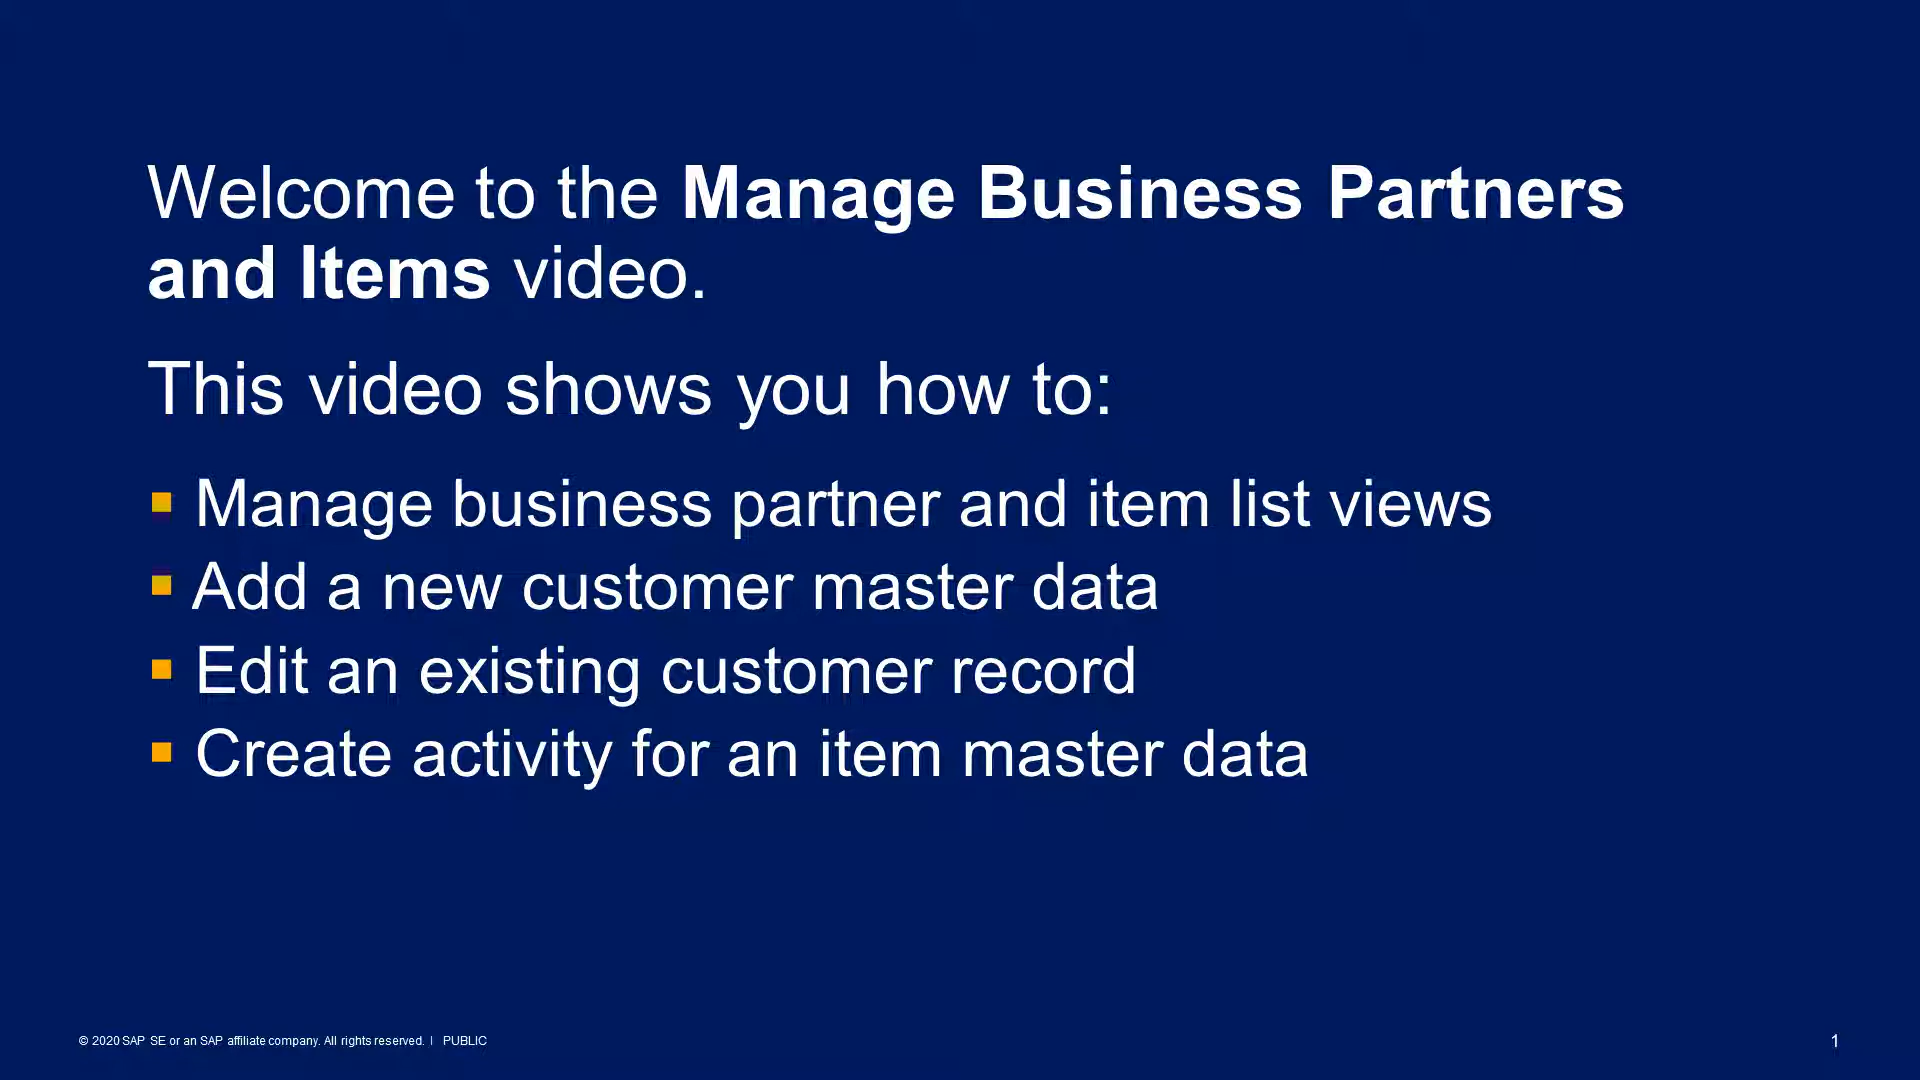 Welcome to the Manage Business Partners
and Items video.
This video shows you how to:
▪ Manage business partner and item list views
▪ Add a new customer master data
▪ Edit an existing customer record
▪ Create activity for an item master data
© 2020 SAP SE or an SAP affiliate company. All rights reserved. | PUBLIC
1